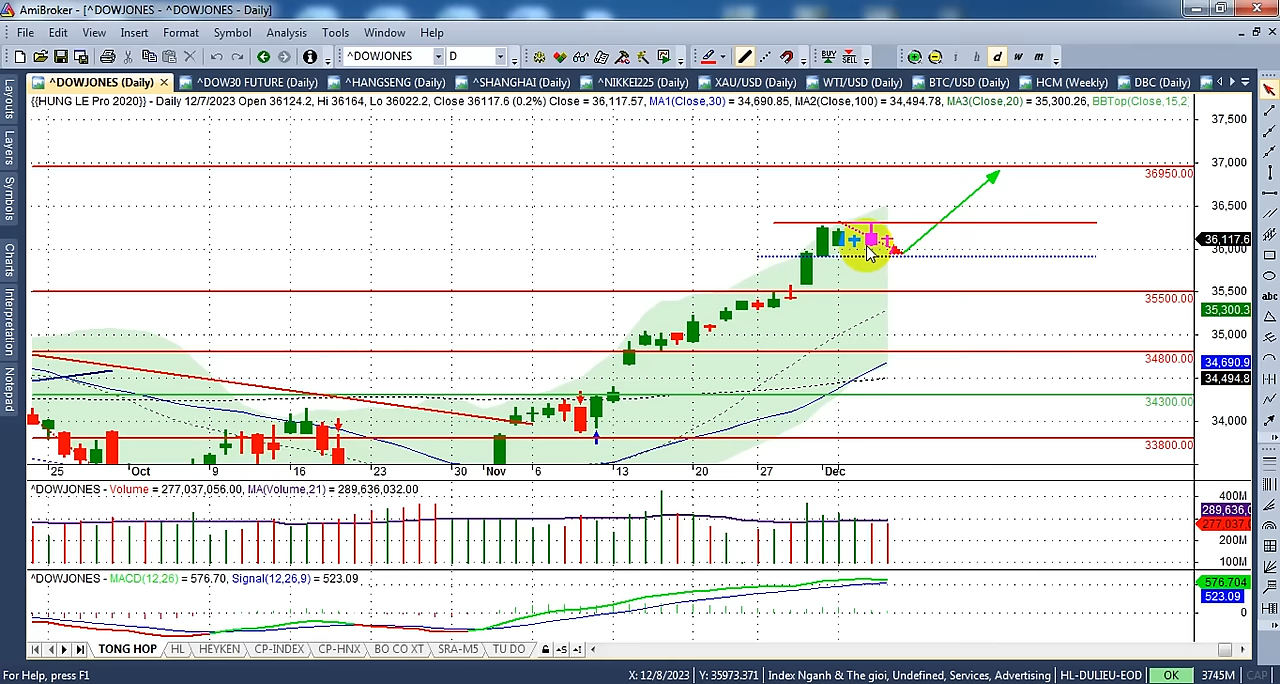 AmiBroker - [^DOWJONES - ^DOWJONES - Daily]
File Edit View Insert Format Symbol Analysis Tools Window Help
^DOWJONES D BUY SELL i h d w m
^DOWJONES (Daily) ^DOW30 FUTURE (Daily) ^HANGSENG (Daily) ^SHANGHAI (Daily) ^NIKKEI225 (Daily) XAU/USD (Daily) WTI/USD (Daily) BTC/USD (Daily) HCM (Weekly) DBC (Daily)
{{HUNG LE Pro 2020}} - Daily 12/7/2023 Open 36124.2, Hi 36164, Lo 36022.2, Close 36117.6 (0.2%) Close = 36,117.57, MA1(Close,30) = 34,690.85, MA2(Close,100) = 34,494.78, MA3(Close,20) = 35,300.26, BBTop(Close,15,2
Layouts
Layers
Symbols
Charts
Interpretation
Notepad
abc
37,500
37,000
36950.00
36,500
36,117.6
36,000
35,500
35500.00
35,300.3
35,000
34800.00
34,690.9
34,494.8
34300.00
34,000
33800.00
25 Oct 9 16 23 30 Nov 6 13 20 27 Dec
^DOWJONES - Volume = 277,037,056.00, MA(Volume,21) = 289,636,032.00
400M
289,636,0
277,037,0
200M
100M
^DOWJONES - MACD(12,26) = 576.70, Signal(12,26,9) = 523.09
576.704
523.09
0
TONG HOP HL HEYKEN CP-INDEX CP-HNX BO CO XT SRA-M5 TU DO
For Help, press F1 X: 12/8/2023 Y: 35973.371 Index Nganh & The gioi, Undefined, Services, Advertising HL-DULIEU-EOD OK 3745M CAP